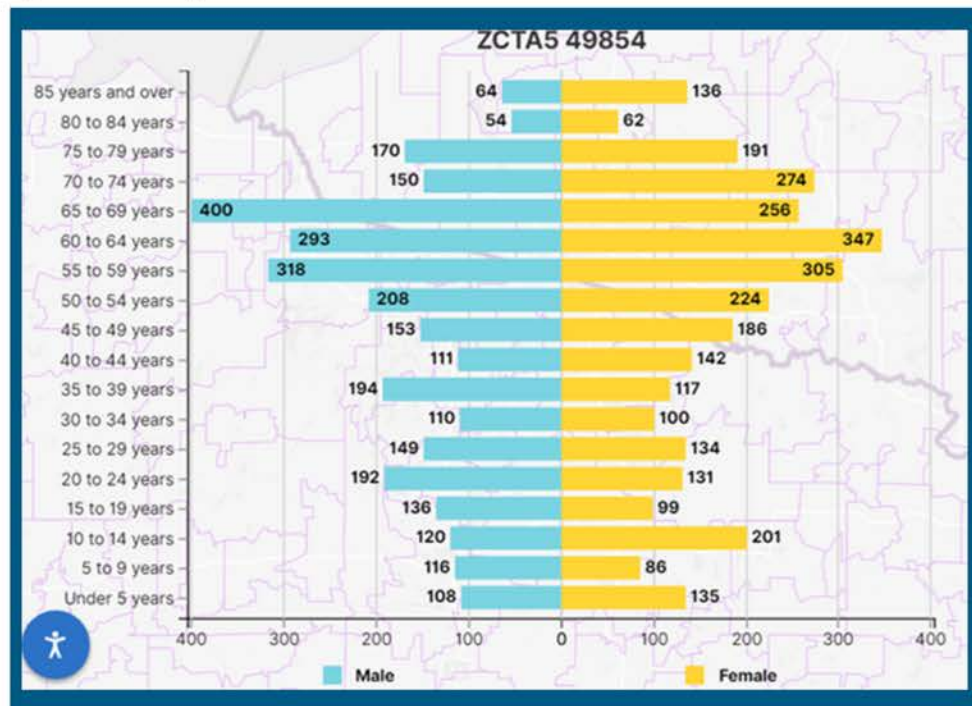 ZCTA5 49854
85 years and over 64 136
80 to 84 years 54 62
75 to 79 years 170 191
70 to 74 years 150 274
65 to 69 years 400 256
60 to 64 years 293 347
55 to 59 years 318 305
50 to 54 years 208 224
45 to 49 years 153 186
40 to 44 years 111 142
35 to 39 years 194 117
30 to 34 years 110 100
25 to 29 years 149 134
20 to 24 years 192 131
15 to 19 years 136 99
10 to 14 years 120 201
5 to 9 years 116 86
Under 5 years 108 135
400 300 200 100 0 100 200 300 400
Male Female